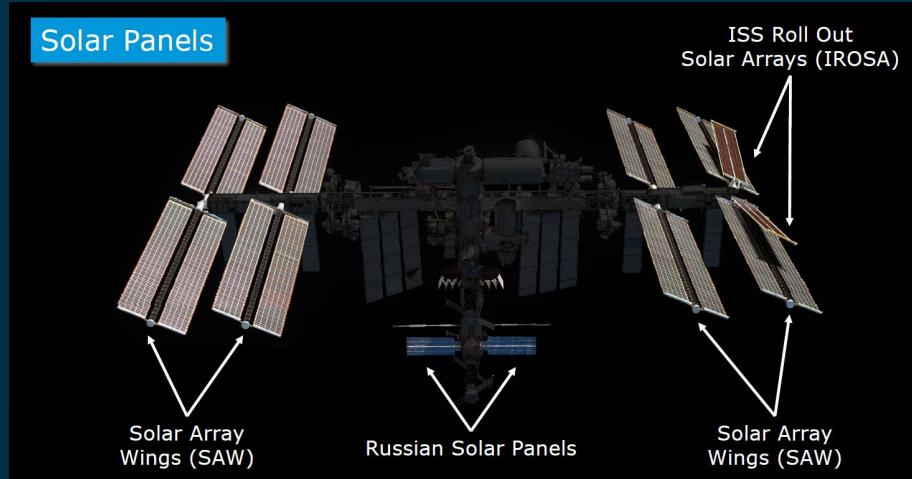 Solar Panels
ISS Roll Out
Solar Arrays (IROSA)
Solar Array
Wings (SAW)
Russian Solar Panels
Solar Array
Wings (SAW)